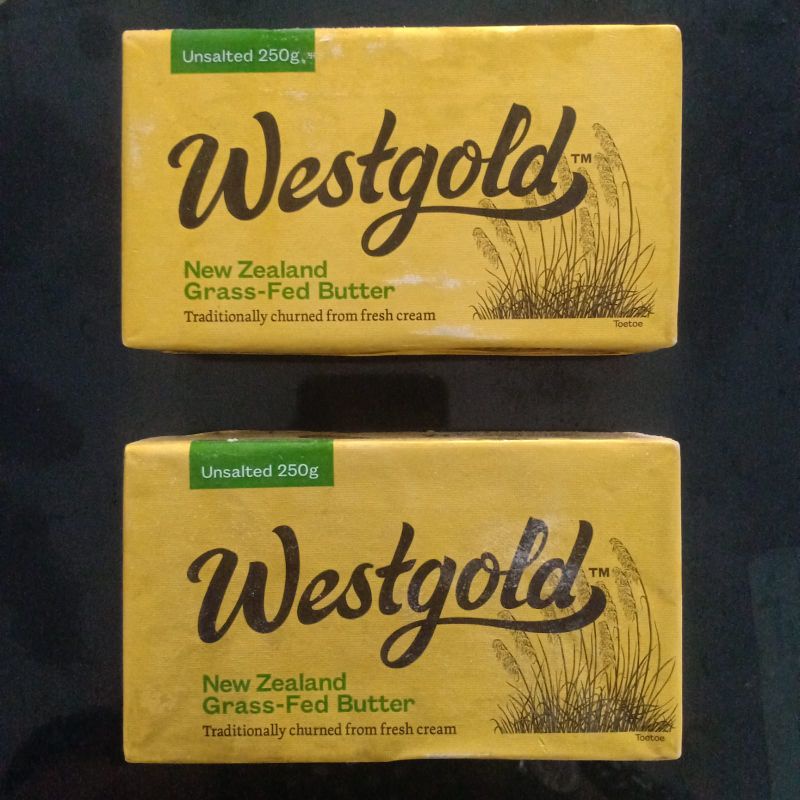 Unsalted 250g
Westgold™
New Zealand
Grass-Fed Butter
Traditionally churned from fresh cream
Toetoe
Unsalted 250g
Westgold™
New Zealand
Grass-Fed Butter
Traditionally churned from fresh cream
Toetoe